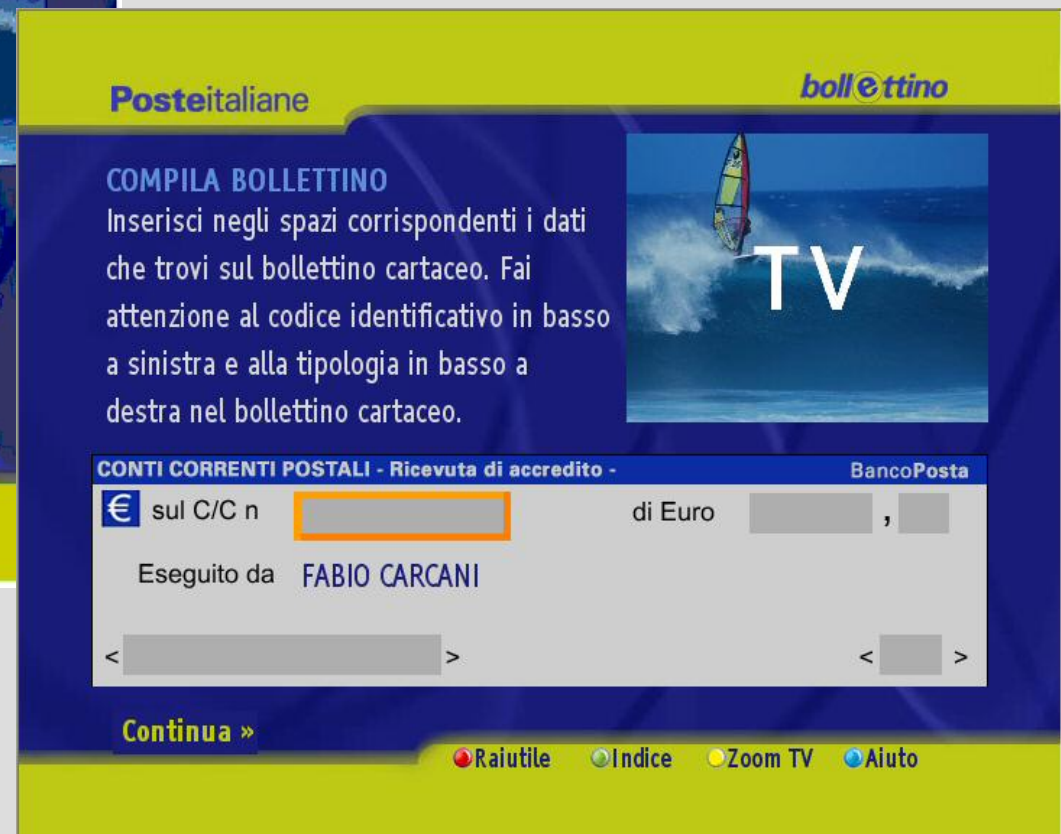 Posteitaliane
bollettino
COMPILA BOLLETTINO
Inserisci negli spazi corrispondenti i dati
che trovi sul bollettino cartaceo. Fai
attenzione al codice identificativo in basso
a sinistra e alla tipologia in basso a
destra nel bollettino cartaceo.
TV
CONTI CORRENTI POSTALI - Ricevuta di accredito - BancoPosta
€ sul C/C n di Euro ,
Eseguito da FABIO CARCANI
< > < >
Continua »
Raiutile Indice Zoom TV Aiuto